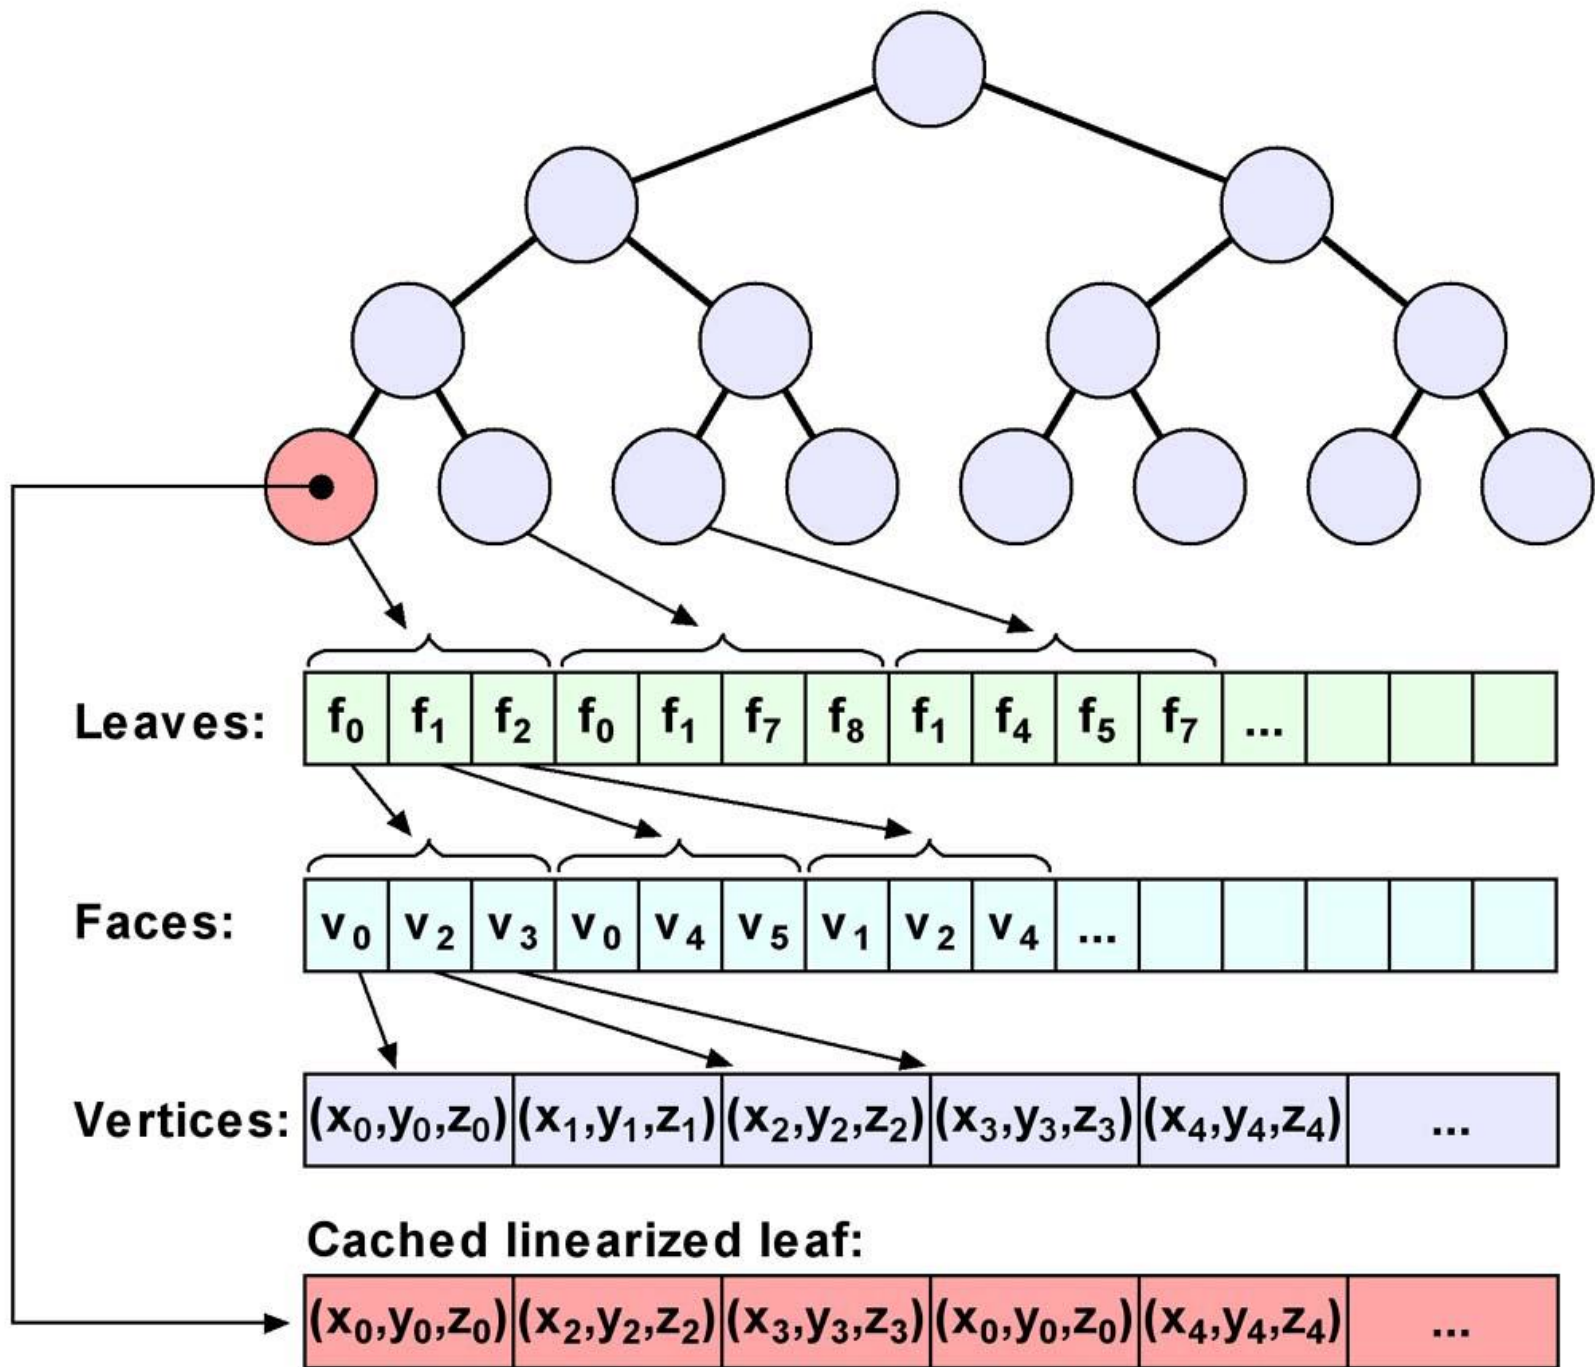 Leaves: f₀ f₁ f₂ f₀ f₁ f₇ f₈ f₁ f₄ f₅ f₇ ...
Faces: v₀ v₂ v₃ v₀ v₄ v₅ v₁ v₂ v₄ ...
Vertices: (x₀,y₀,z₀) (x₁,y₁,z₁) (x₂,y₂,z₂) (x₃,y₃,z₃) (x₄,y₄,z₄) ...
Cached linearized leaf:
(x₀,y₀,z₀) (x₂,y₂,z₂) (x₃,y₃,z₃) (x₀,y₀,z₀) (x₄,y₄,z₄) ...